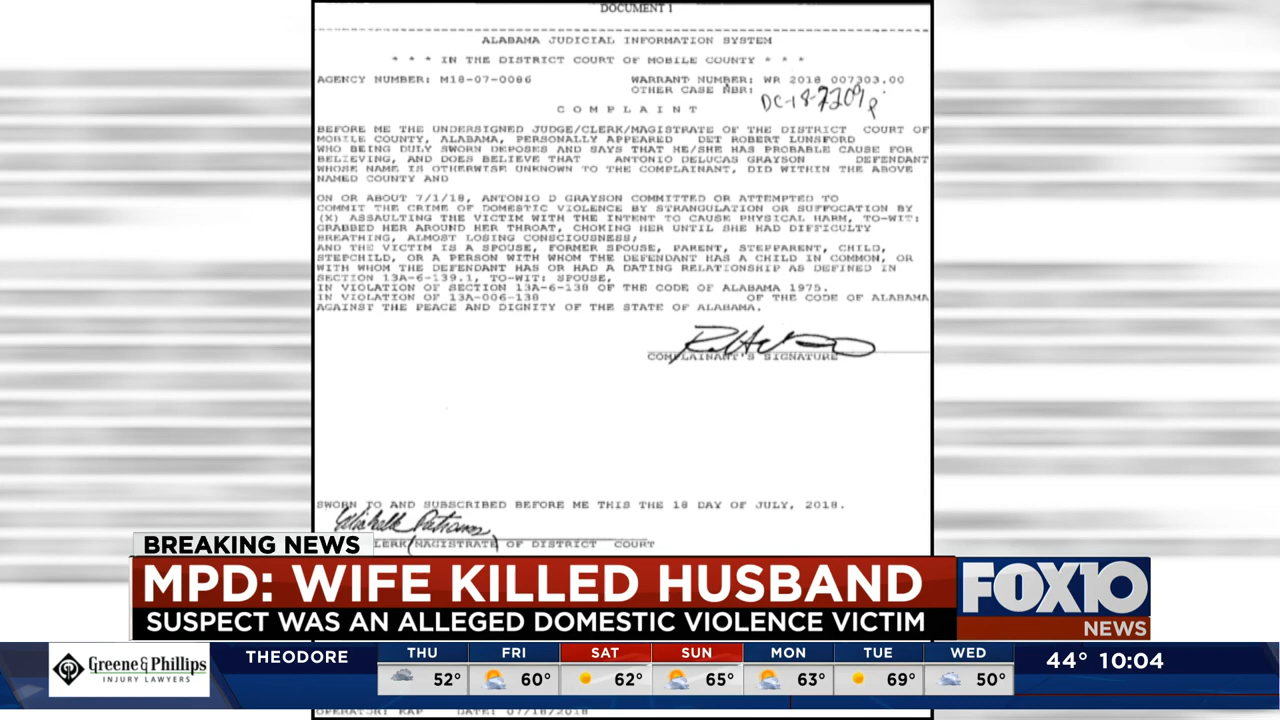 DOCUMENT 1
ALABAMA JUDICIAL INFORMATION SYSTEM
* * * IN THE DISTRICT COURT OF MOBILE COUNTY * * *
AGENCY NUMBER: M18-07-0086 WARRANT NUMBER: WR 2018 007303.00
OTHER CASE NBR:
C O M P L A I N T
BEFORE ME THE UNDERSIGNED JUDGE/CLERK/MAGISTRATE OF THE DISTRICT COURT OF
MOBILE COUNTY, ALABAMA, PERSONALLY APPEARED DET ROBERT LUNSFORD
WHO BEING DULY SWORN DEPOSES AND SAYS THAT HE/SHE HAS PROBABLE CAUSE FOR
BELIEVING, AND DOES BELIEVE THAT ANTONIO DELUCAS GRAYSON DEFENDANT
WHOSE NAME IS OTHERWISE UNKNOWN TO THE COMPLAINANT, DID WITHIN THE ABOVE
NAMED COUNTY AND
ON OR ABOUT 7/1/18, ANTONIO D GRAYSON COMMITTED OR ATTEMPTED TO
COMMIT THE CRIME OF DOMESTIC VIOLENCE BY STRANGULATION OR SUFFOCATION BY
(X) ASSAULTING THE VICTIM WITH THE INTENT TO CAUSE PHYSICAL HARM, TO-WIT:
GRABBED HER AROUND HER THROAT, CHOKING HER UNTIL SHE HAD DIFFICULTY
BREATHING, ALMOST LOSING CONSCIOUSNESS;
AND THE VICTIM IS A SPOUSE, FORMER SPOUSE, PARENT, STEPPARENT, CHILD,
STEPCHILD, OR A PERSON WITH WHOM THE DEFENDANT HAS A CHILD IN COMMON, OR
WITH WHOM THE DEFENDANT HAS OR HAD A DATING RELATIONSHIP AS DEFINED IN
SECTION 13A-6-139.1, TO-WIT: SPOUSE,
IN VIOLATION OF SECTION 13A-6-138 OF THE CODE OF ALABAMA 1975.
IN VIOLATION OF 13A-006-138 OF THE CODE OF ALABAMA
AGAINST THE PEACE AND DIGNITY OF THE STATE OF ALABAMA.
COMPLAINANT'S SIGNATURE
SWORN TO AND SUBSCRIBED BEFORE ME THIS THE 18 DAY OF JULY, 2018.
LERK/MAGISTRATE OF DISTRICT COURT
BREAKING NEWS
MPD: WIFE KILLED HUSBAND
SUSPECT WAS AN ALLEGED DOMESTIC VIOLENCE VICTIM
FOX10
NEWS
Greene & Phillips
INJURY LAWYERS
THEODORE
THU FRI SAT SUN MON TUE WED
52° 60° 62° 65° 63° 69° 50°
44° 10:04
OPERATOR: RAP DATE: 07/18/2018